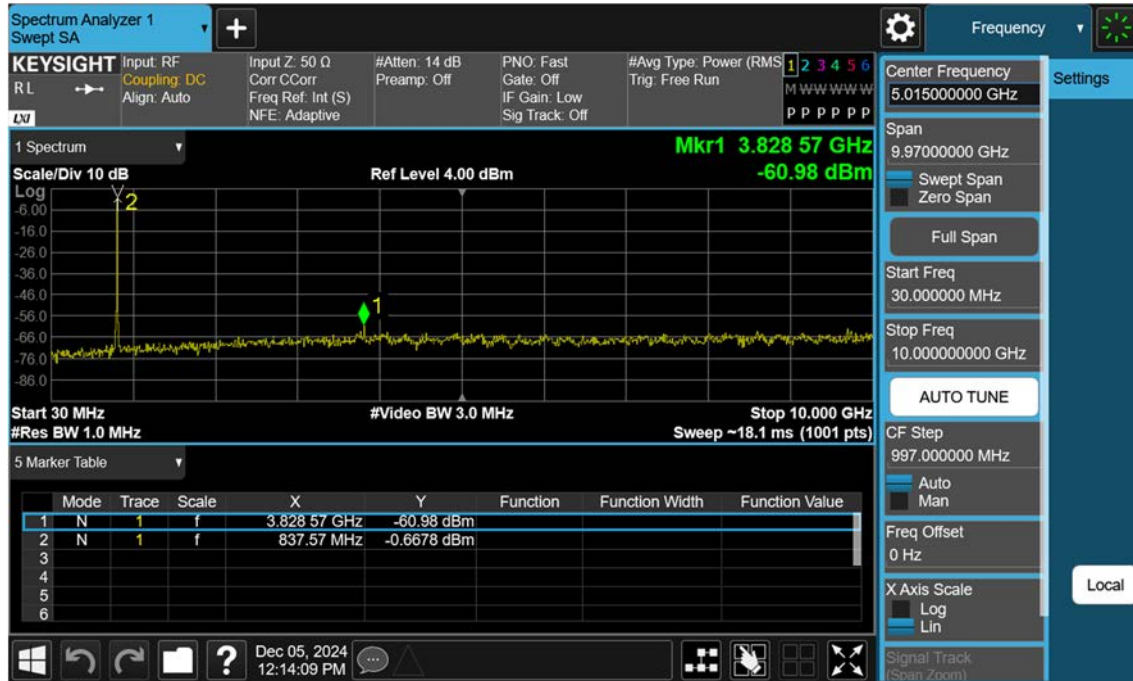 Spectrum Analyzer 1
Swept SA
Frequency
KEYSIGHT
RL
LXI
Input: RF
Coupling: DC
Align: Auto
Input Z: 50 Ω
Corr CCorr
Freq Ref: Int (S)
NFE: Adaptive
#Atten: 14 dB
Preamp: Off
PNO: Fast
Gate: Off
IF Gain: Low
Sig Track: Off
#Avg Type: Power (RMS
Trig: Free Run
1 2 3 4 5 6
M W W W W W
P P P P P P
1 Spectrum
Mkr1 3.828 57 GHz
-60.98 dBm
Scale/Div 10 dB
Ref Level 4.00 dBm
Log
-6.00
-16.0
-26.0
-36.0
-46.0
-56.0
-66.0
-76.0
-86.0
2
1
Start 30 MHz
#Video BW 3.0 MHz
Stop 10.000 GHz
#Res BW 1.0 MHz
Sweep ~18.1 ms (1001 pts)
5 Marker Table
Mode Trace Scale X Y Function Function Width Function Value
1 N 1 f 3.828 57 GHz -60.98 dBm
2 N 1 f 837.57 MHz -0.6678 dBm
3
4
5
6
?
Dec 05, 2024
12:14:09 PM
Center Frequency
5.015000000 GHz
Span
9.97000000 GHz
Swept Span
Zero Span
Full Span
Start Freq
30.000000 MHz
Stop Freq
10.000000000 GHz
AUTO TUNE
CF Step
997.000000 MHz
Auto
Man
Freq Offset
0 Hz
X Axis Scale
Log
Lin
Signal Track
(Span Zoom)
Settings
Local